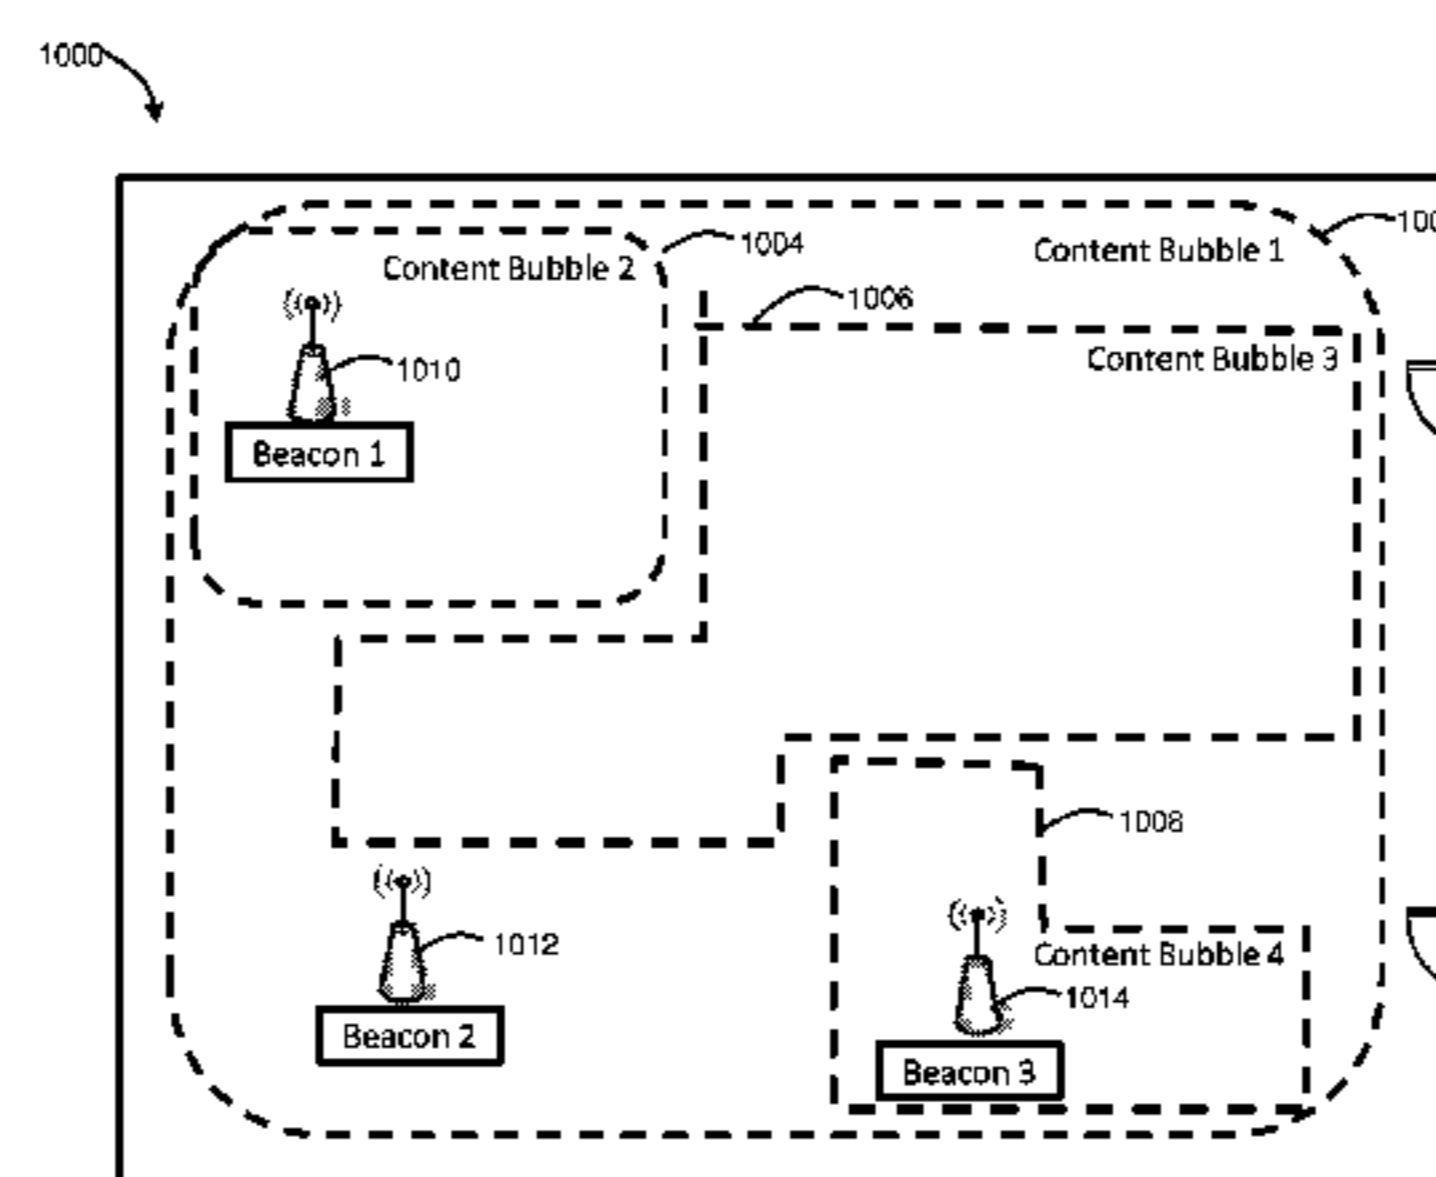 1000
1004
Content Bubble 1
Content Bubble 2
1006
Content Bubble 3
1010
Beacon 1
1008
1012
Content Bubble 4
1014
Beacon 2
Beacon 3